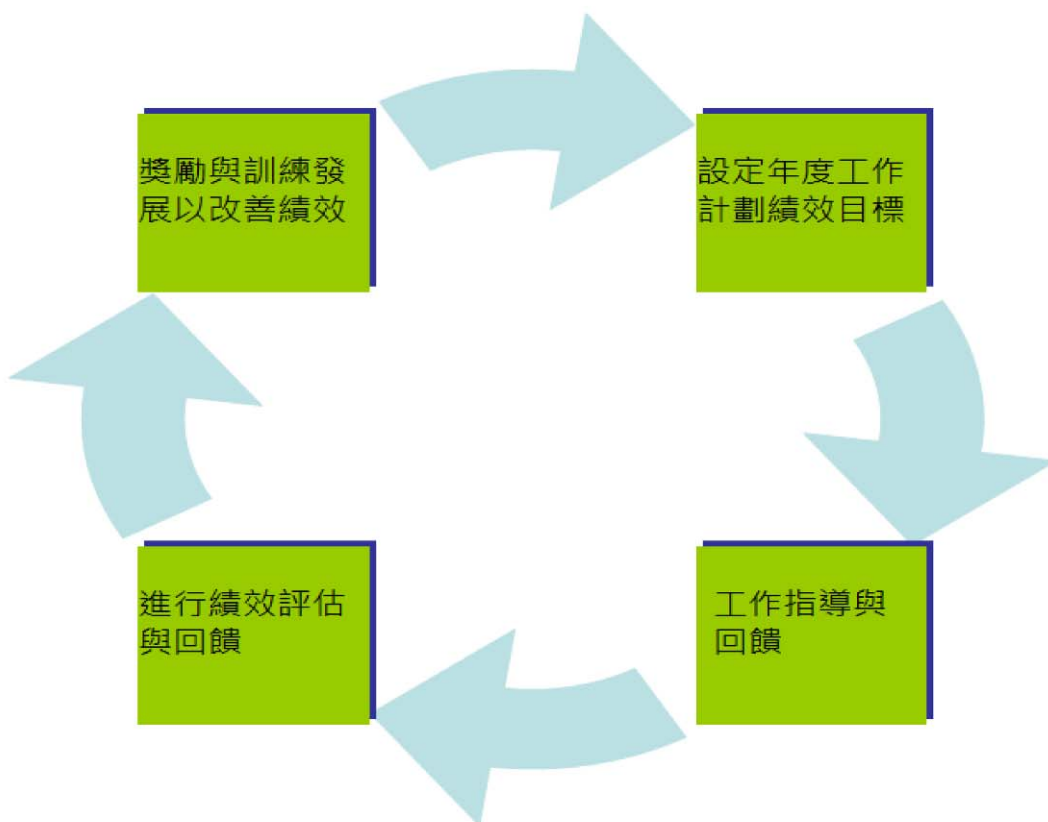 獎勵與訓練發
展以改善績效
設定年度工作
計劃績效目標
進行績效評估
與回饋
工作指導與
回饋